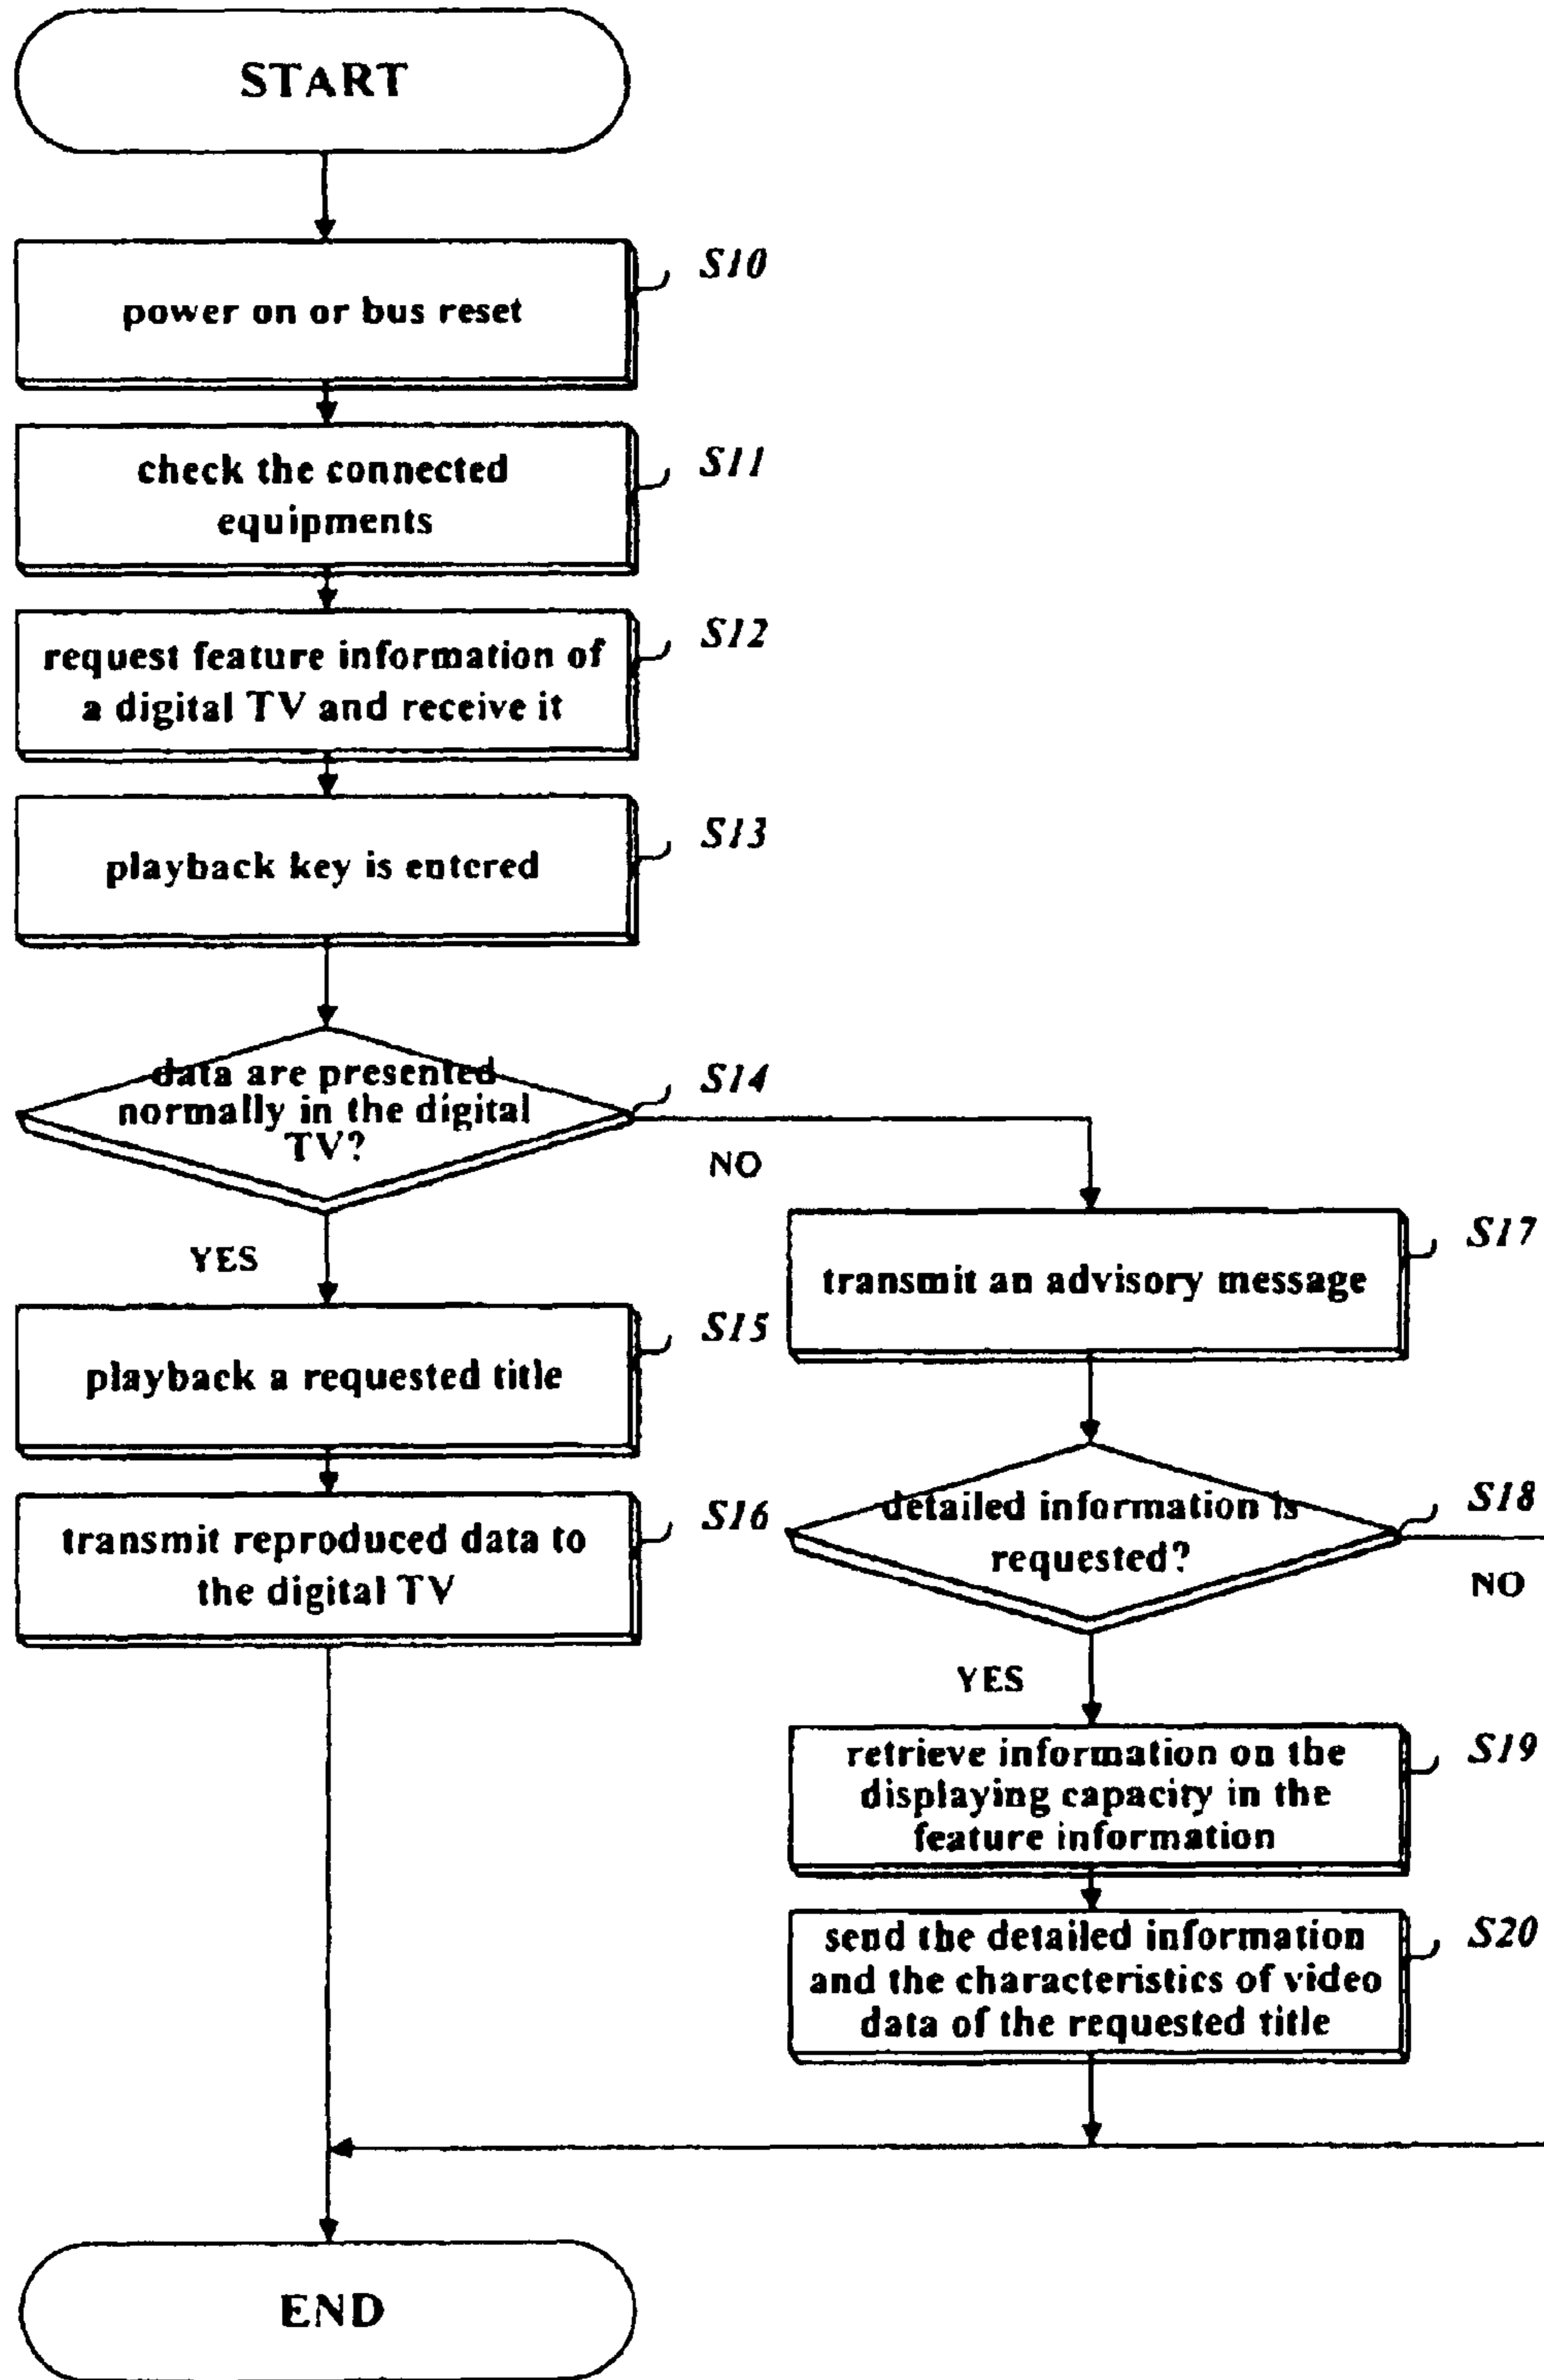 START
S10
power on or bus reset
S11
check the connected
equipments
S12
request feature information of
a digital TV and receive it
S13
playback key is entered
S14
data are presented
normally in the digital
TV?
NO
YES
S15
playback a requested title
S16
transmit reproduced data to
the digital TV
S17
transmit an advisory message
S18
detailed information is
requested?
NO
YES
S19
retrieve information on the
displaying capacity in the
feature information
S20
send the detailed information
and the characteristics of video
data of the requested title
END